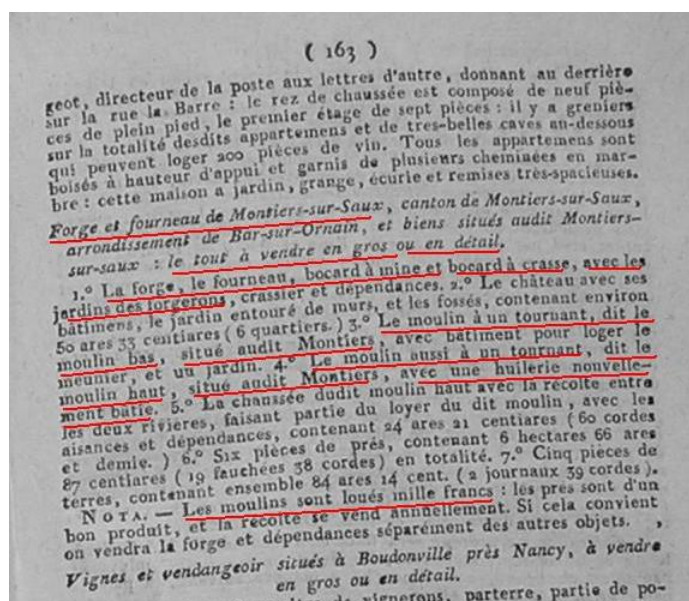 ( 163 )
geot, directeur de la poste aux lettres d'autre, donnant au derrière
sur la rue la Barre : le rez de chaussée est composé de neuf piè-
ces de plein pied, le premier étage de sept pièces : il y a greniers
sur la totalité desdits appartemens et de tres-belles caves au-dessous
qui peuvent loger 200 pièces de vin. Tous les appartemens sont
boisés à hauteur d'appui et garnis de plusieurs cheminées en mar-
bre : cette maison a jardin, grange, écurie et remises très-spacieuses.
Forge et fourneau de Montiers-sur-Saux, canton de Montiers-sur-Saux,
arrondissement de Bar-sur-Ornain, et biens situés audit Montiers-
sur-saux : le tout à vendre en gros ou en détail.
1.º La forge, le fourneau, bocard à mine et bocard à crasse, avec les
jardins des forgerons, crassier et dépendances. 2.º Le château avec ses
bâtimens, le jardin entouré de murs, et les fossés, contenant environ
50 ares 33 centiares ( 6 quartiers. ) 3.º Le moulin à un tournant, dit le
moulin bas, situé audit Montiers, avec bâtiment pour loger le
meunier, et un jardin. 4.º Le moulin aussi à un tournant, dit le
moulin haut, situé audit Montiers, avec une huilerie nouvelle-
ment batie. 5.º La chaussée dudit moulin haut avec la récolte entre
les deux rivières, faisant partie du loyer du dit moulin, avec les
aisances et dépendances, contenant 24 ares 21 centiares ( 60 cordes
et demie. ) 6.º Six pièces de prés, contenant 6 hectares 66 ares
87 centiares ( 19 fauchées 38 cordes ) en totalité. 7.º Cinq pièces de
terres, contenant ensemble 84 ares 14 cent. ( 2 journaux 39 cordes ).
NOTA. — Les moulins sont loués mille francs : les prés sont d'un
bon produit, et la récolte se vend annuellement. Si cela convient
on vendra la forge et dépendances séparément des autres objets.
Vignes et vendangeoir situés à Boudonville près Nancy, à vendre
en gros ou en détail.
de vignerons, parterre, partie de po-